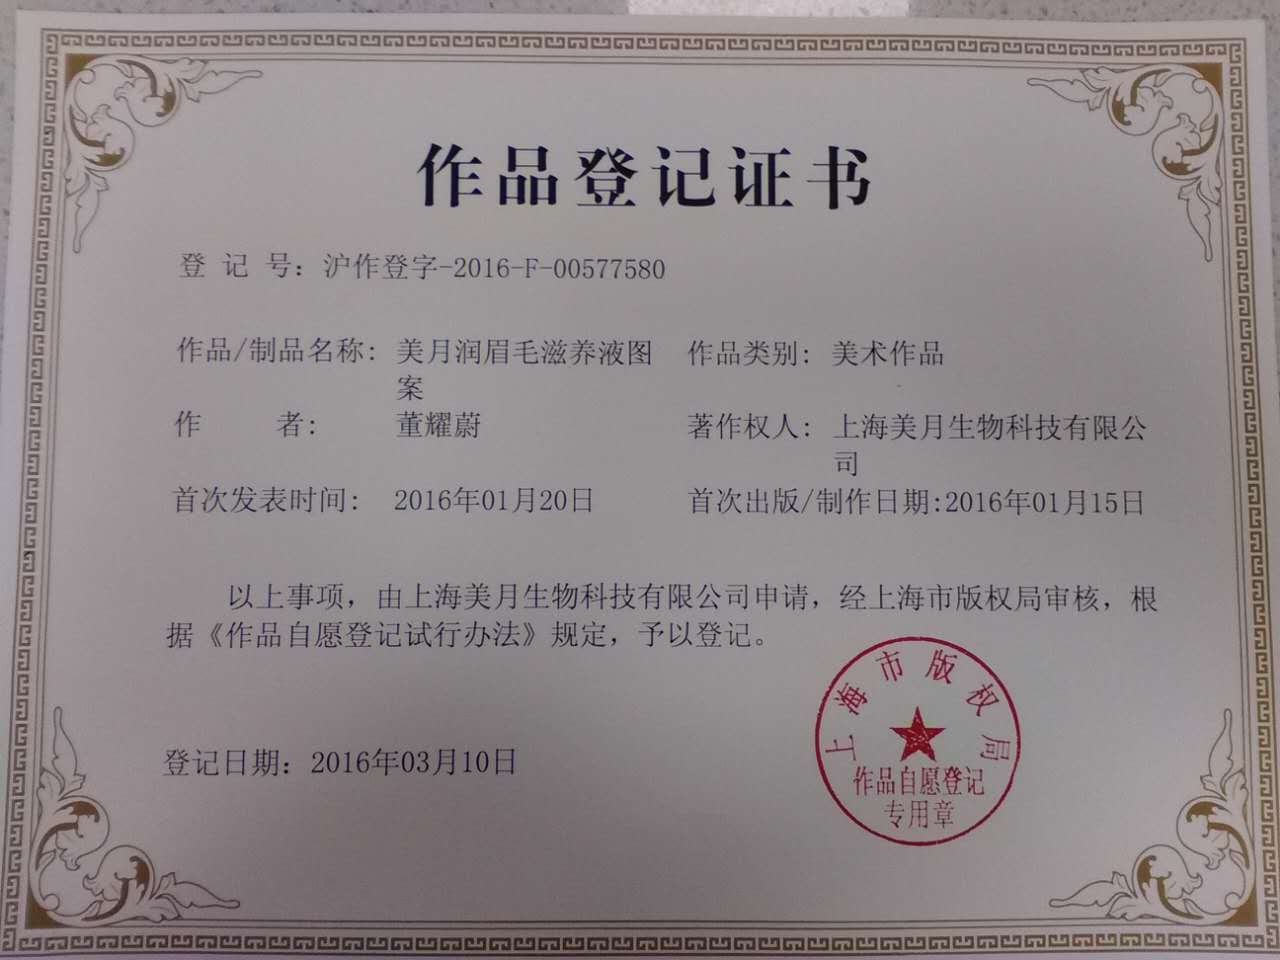 作品登记证书
登 记 号：沪作登字-2016-F-00577580
作品/制品名称: 美月润眉毛滋养液图 作品类别: 美术作品
案
作 者: 董耀蔚 著作权人: 上海美月生物科技有限公
司
首次发表时间: 2016年01月20日 首次出版/制作日期:2016年01月15日
以上事项，由上海美月生物科技有限公司申请，经上海市版权局审核，根
据《作品自愿登记试行办法》规定，予以登记。
登记日期：2016年03月10日
上海市版权局
作品自愿登记
专用章